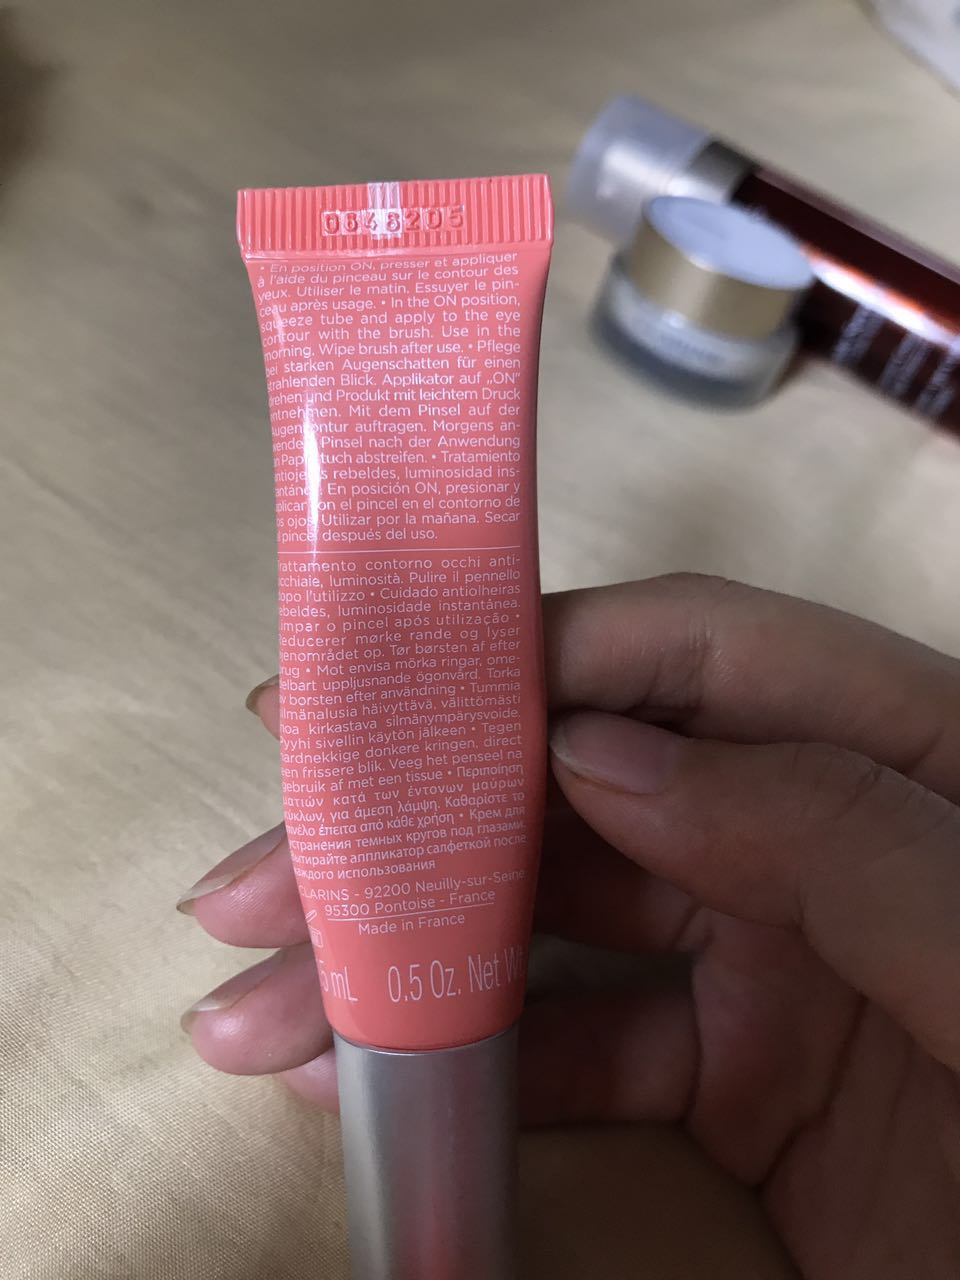 0648205
• En position ON, presser et appliquer
à l'aide du pinceau sur le contour des
yeux. Utiliser le matin. Essuyer le pin-
ceau après usage. • In the ON position,
squeeze tube and apply to the eye
contour with the brush. Use in the
morning. Wipe brush after use. • Pflege
bei starken Augenschatten für einen
strahlenden Blick. Applikator auf „ON"
drehen und Produkt mit leichtem Druck
entnehmen. Mit dem Pinsel auf der
Augenkontur auftragen. Morgens an-
wenden. Pinsel nach der Anwendung
an Papiertuch abstreifen. • Tratamiento
antiojeras rebeldes, luminosidad ins-
tantánea. En posición ON, presionar y
aplicar con el pincel en el contorno de
los ojos. Utilizar por la mañana. Secar
el pincel después del uso.
Trattamento contorno occhi anti-
occhiaie, luminosità. Pulire il pennello
dopo l'utilizzo • Cuidado antiolheiras
rebeldes, luminosidade instantánea.
Limpar o pincel após utilização •
Reducerer mørke rande og lyser
øjenområdet op. Tør børsten af efter
brug • Mot envisa mörka ringar, ome-
delbart uppljusnande ögonvård. Torka
av borsten efter användning • Tummia
silmänalusia häivyttävä, välittömästi
ihoa kirkastava silmänympärysvoide.
Pyyhi sivellin käytön jälkeen • Tegen
hardnekkige donkere kringen, direct
een frissere blik. Veeg het penseel na
gebruik af met een tissue • Περιποίηση
ματιών κατά των έντονων μαύρων
κύκλων, για άμεση λάμψη. Καθαρίστε το
πινέλο έπειτα από κάθε χρήση • Крем для
устранения темных кругов под глазами.
Вытирайте аппликатор салфеткой после
каждого использования
CLARINS - 92200 Neuilly-sur-Seine
95300 Pontoise - France
Made in France
5 mL 0.5 Oz. Net Wt